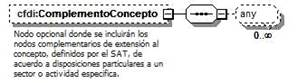 cfdi:ComplementoConcepto
any
0..∞
Nodo opcional donde se incluirán los
nodos complementarios de extensión al
concepto, definidos por el SAT, de
acuerdo a disposiciones particulares a un
sector o actividad especifica.